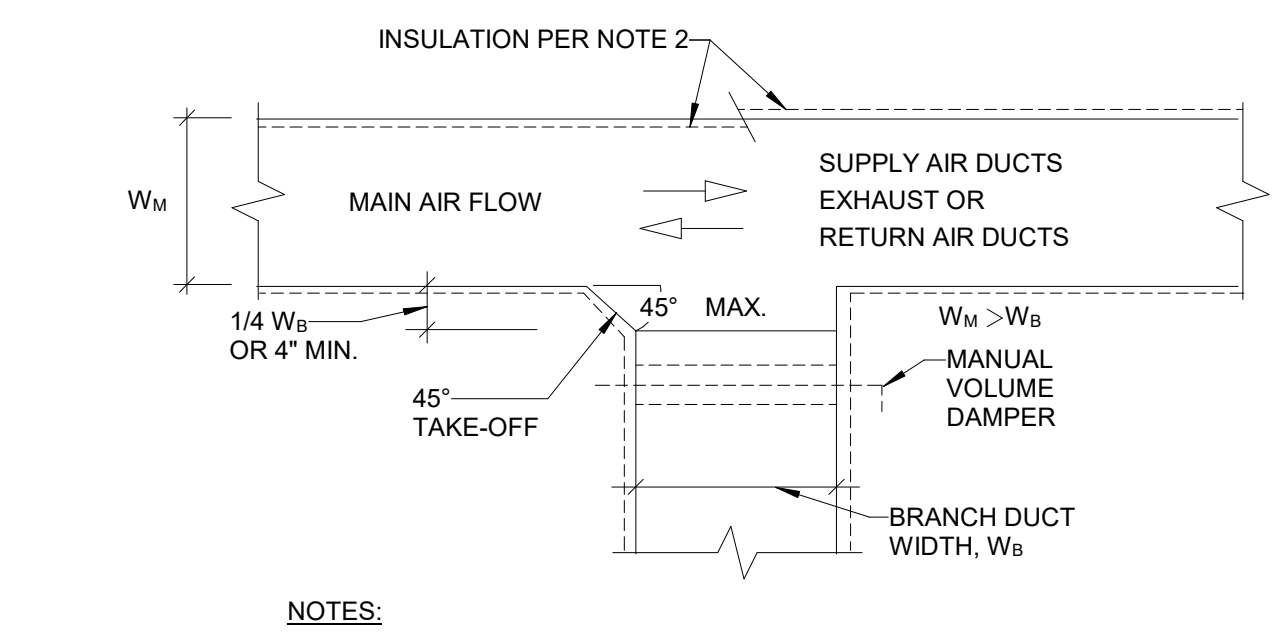 INSULATION PER NOTE 2
SUPPLY AIR DUCTS
EXHAUST OR
RETURN AIR DUCTS
WM
MAIN AIR FLOW
1/4 WB
OR 4" MIN.
45° MAX.
WM >WB
45°
TAKE-OFF
MANUAL
VOLUME
DAMPER
BRANCH DUCT
WIDTH, WB
NOTES: